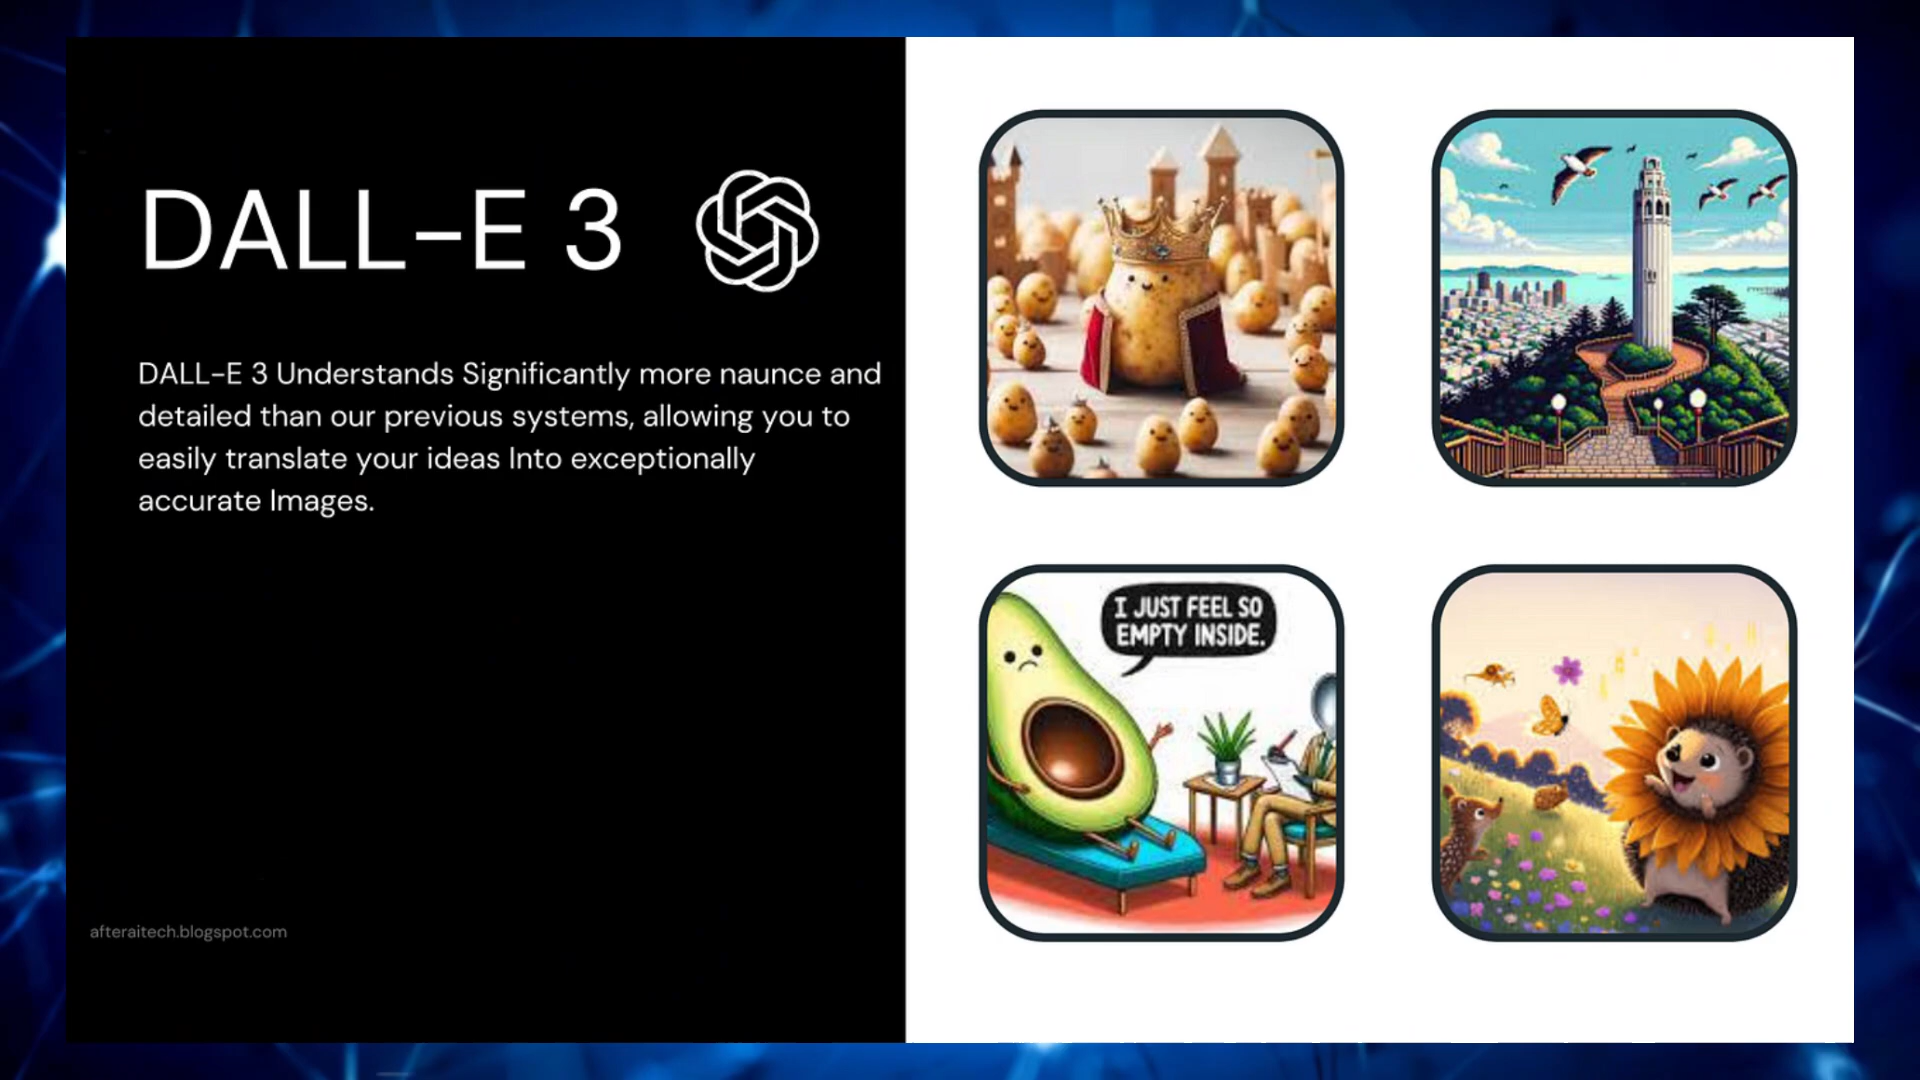 DALL-E 3
DALL-E 3 Understands Significantly more naunce and
detailed than our previous systems, allowing you to
easily translate your ideas Into exceptionally
accurate Images.
afteraitech.blogspot.com
I JUST FEEL SO
EMPTY INSIDE.